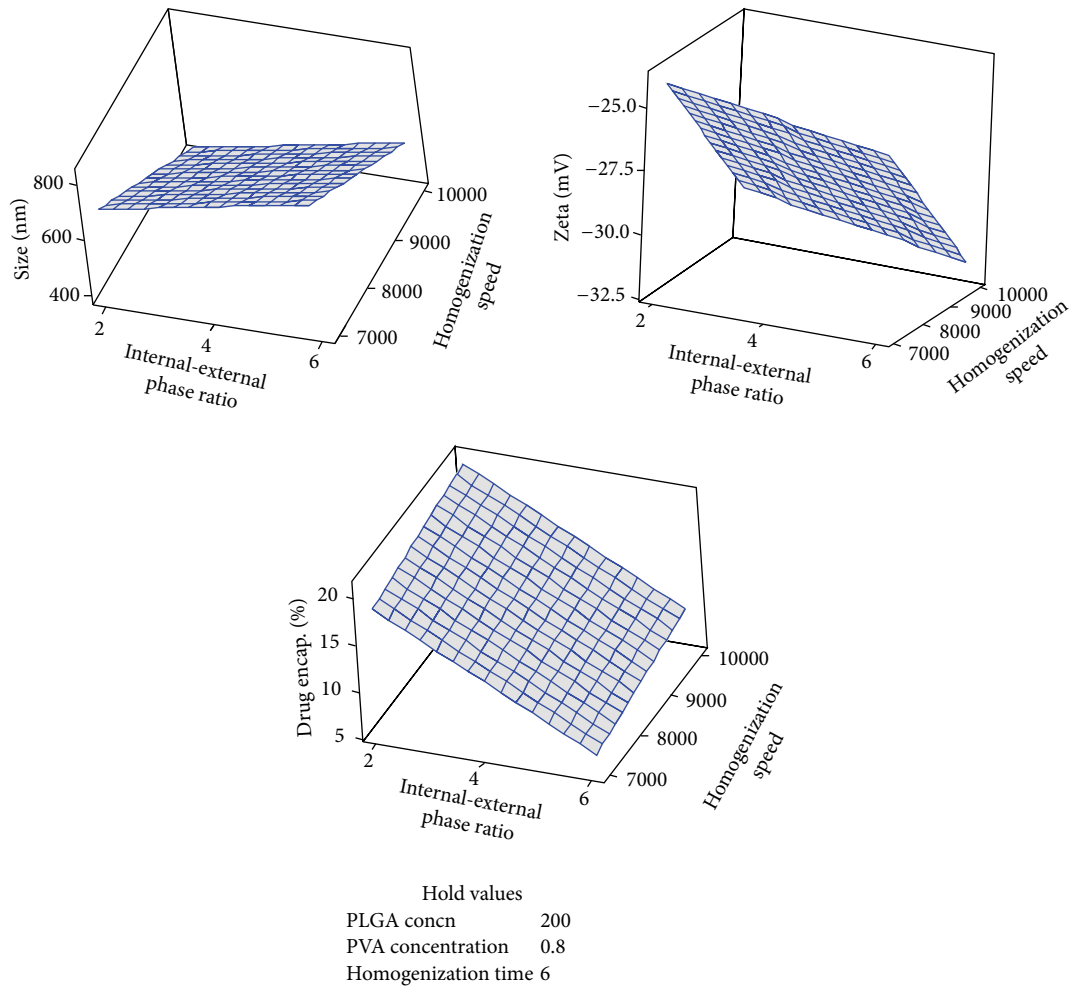 800
600
400
Size (nm)
2
4
6
Internal-external
phase ratio
10000
9000
8000
7000
Homogenization
speed
−25.0
−27.5
−30.0
−32.5
Zeta (mV)
2
4
6
Internal-external
phase ratio
10000
9000
8000
7000
Homogenization
speed
20
15
10
5
Drug encap. (%)
2
4
6
Internal-external
phase ratio
10000
9000
8000
7000
Homogenization
speed
Hold values
PLGA concn 200
PVA concentration 0.8
Homogenization time 6